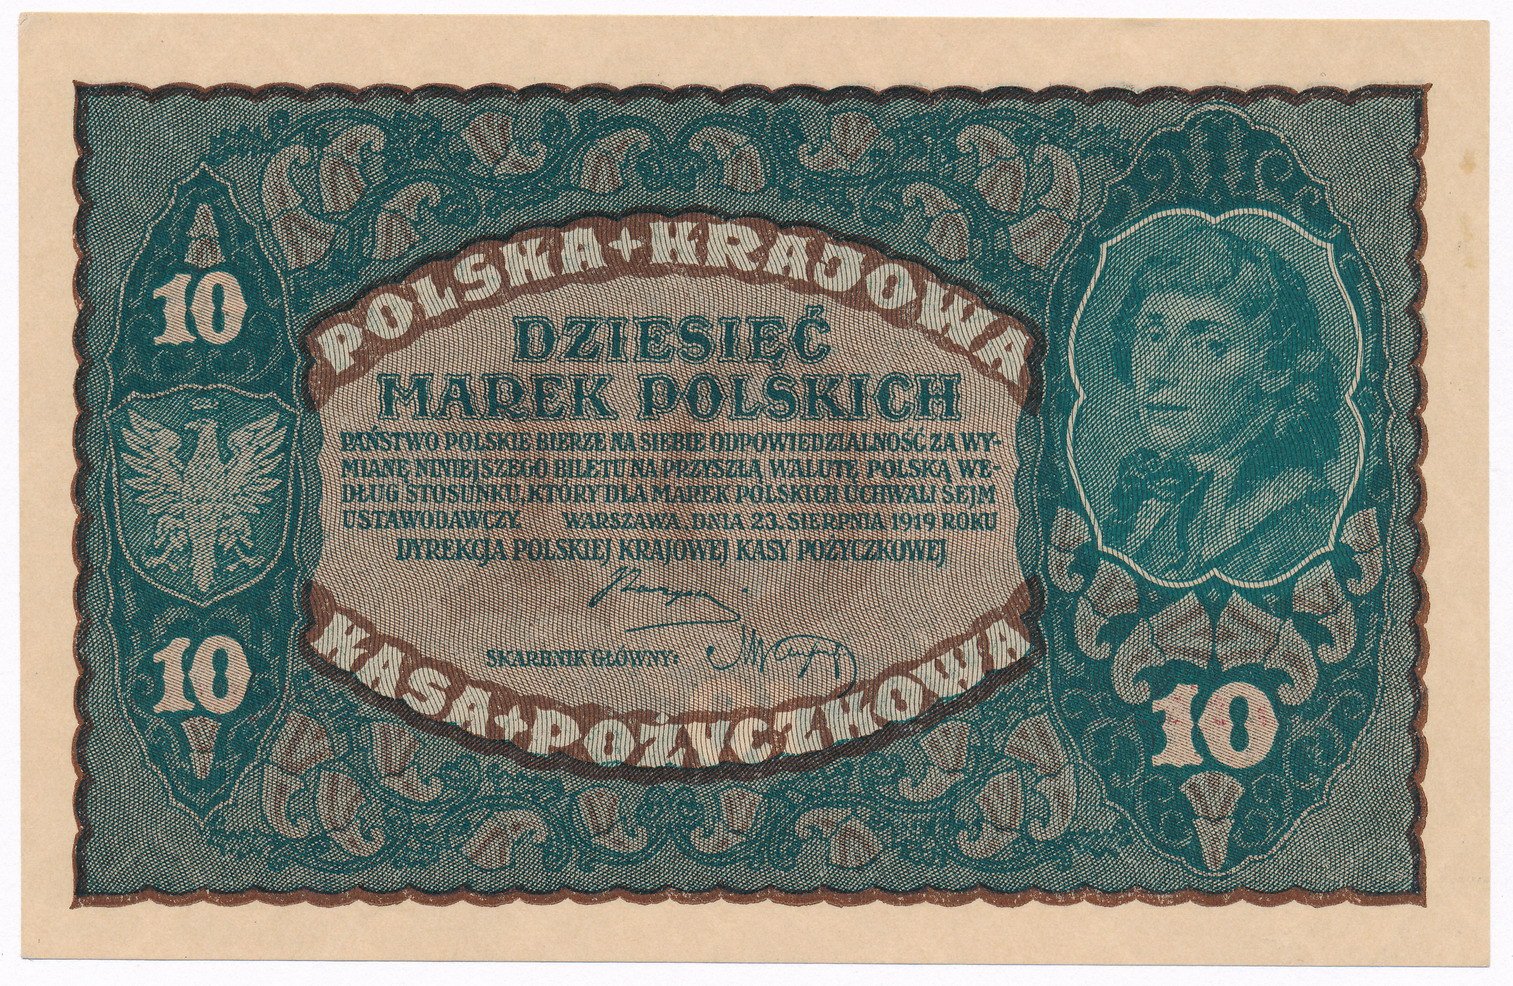 POLSKA + KRAJOWA
10
DZIESIĘĆ
MAREK POLSKICH
PAŃSTWO POLSKIE BIERZE NA SIEBIE ODPOWIEDZIALNOŚĆ ZA WY-
MIANĘ NINIEJSZEGO BILETU NA PRZYSZŁĄ WALUTĘ POLSKĄ WE-
DŁUG STOSUNKU, KTÓRY DLA MAREK POLSKICH UCHWALI SEJM
USTAWODAWCZY. WARSZAWA, DNIA 23. SIERPNIA 1919 ROKU
DYREKCJA POLSKIEJ KRAJOWEJ KASY POŻYCZKOWEJ
SKARBNIK GŁÓWNY:
10
10
KASA + POŻYCZKOWA